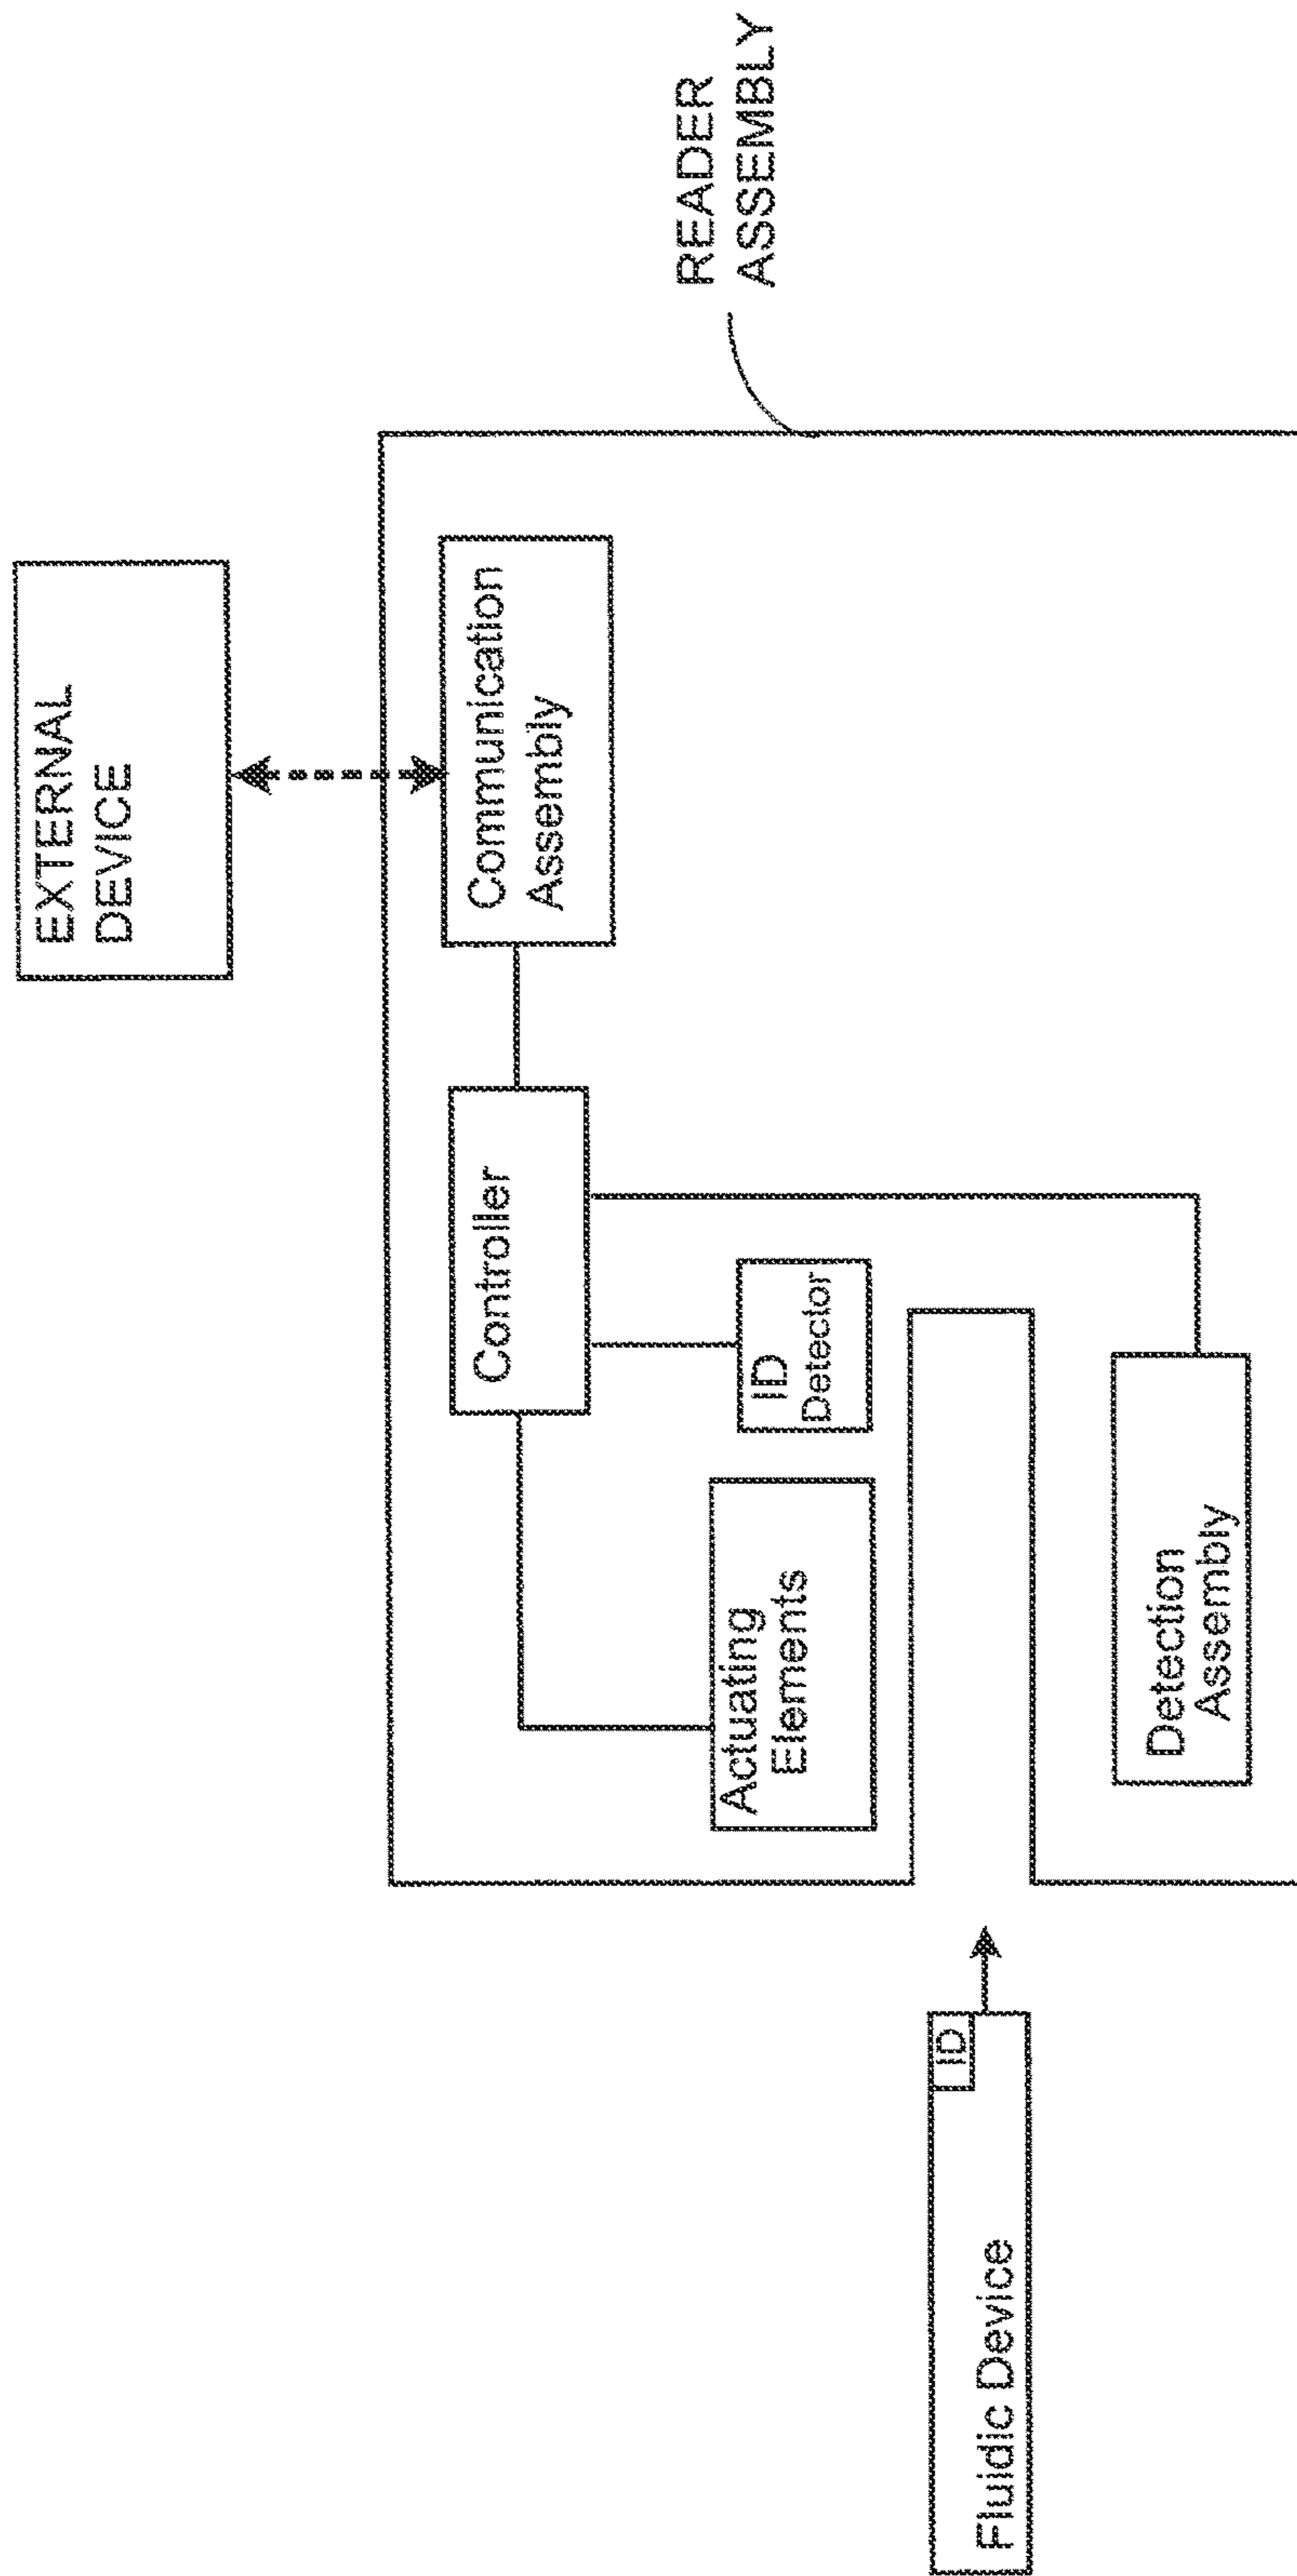 EXTERNAL
DEVICE
READER
ASSEMBLY
Communication
Assembly
Controller
ID
Detector
Actuating
Elements
Detection
Assembly
ID
Fluidic Device